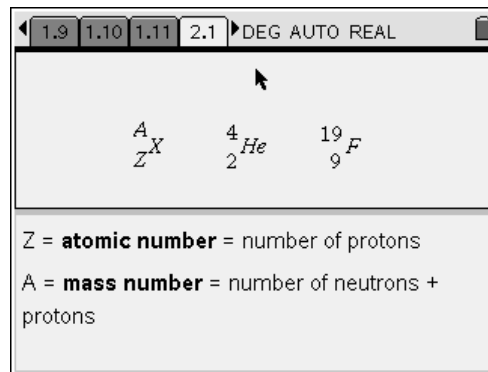 1.9 1.10 1.11 2.1 DEG AUTO REAL
A Z X 4 2 He 19 9 F
Z = atomic number = number of protons
A = mass number = number of neutrons +
protons